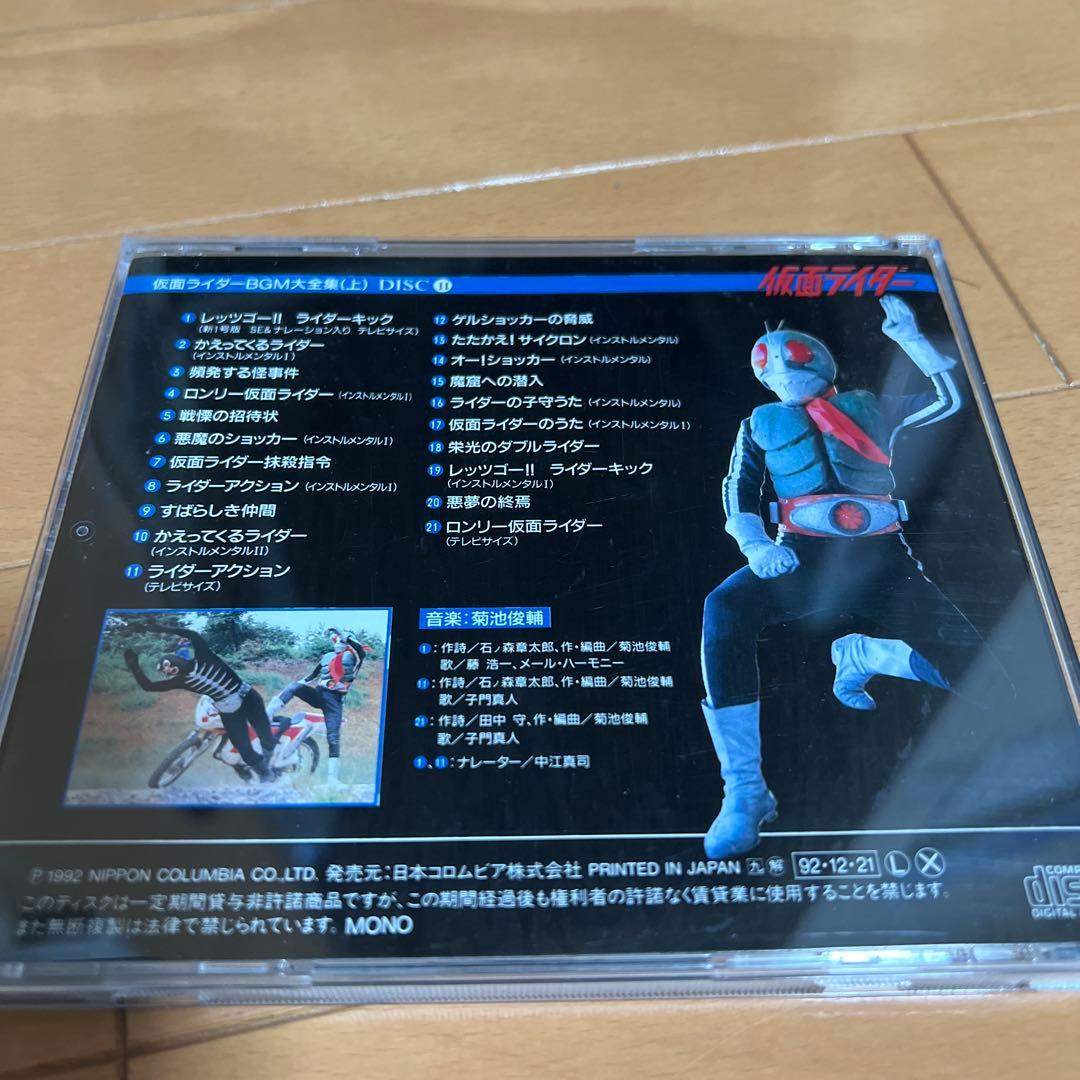 仮面ライダーBGM大全集(上) DISC II
仮面ライダー
1 レッツゴー!! ライダーキック
(新1号版 SE&ナレーション入り テレビサイズ)
2 かえってくるライダー
(インストルメンタルI)
3 頻発する怪事件
4 ロンリー仮面ライダー (インストルメンタルI)
5 戦慄の招待状
6 悪魔のショッカー (インストルメンタルI)
7 仮面ライダー抹殺指令
8 ライダーアクション (インストルメンタルI)
9 すばらしき仲間
10 かえってくるライダー
(インストルメンタルII)
11 ライダーアクション
(テレビサイズ)
12 ゲルショッカーの脅威
13 たたかえ!サイクロン (インストルメンタル)
14 オー!ショッカー (インストルメンタル)
15 魔窟への潜入
16 ライダーの子守うた (インストルメンタル)
17 仮面ライダーのうた (インストルメンタルI)
18 栄光のダブルライダー
19 レッツゴー!! ライダーキック
(インストルメンタルI)
20 悪夢の終焉
21 ロンリー仮面ライダー
(テレビサイズ)
音楽:菊池俊輔
1:作詩/石ノ森章太郎、作・編曲/菊池俊輔
歌/藤 浩一、メール・ハーモニー
11:作詩/石ノ森章太郎、作・編曲/菊池俊輔
歌/子門真人
21:作詩/田中 守、作・編曲/菊池俊輔
歌/子門真人
1、11:ナレーター/中江真司
Ⓟ 1992 NIPPON COLUMBIA CO.,LTD. 発売元:日本コロムビア株式会社 PRINTED IN JAPAN 九 解 92・12・21 L X
このディスクは一定期間貸与非許諾商品ですが、この期間経過後も権利者の許諾なく賃貸業に使用することを禁じます。
また無断複製は法律で禁じられています。 MONO
COMP
dis
DIGITAL